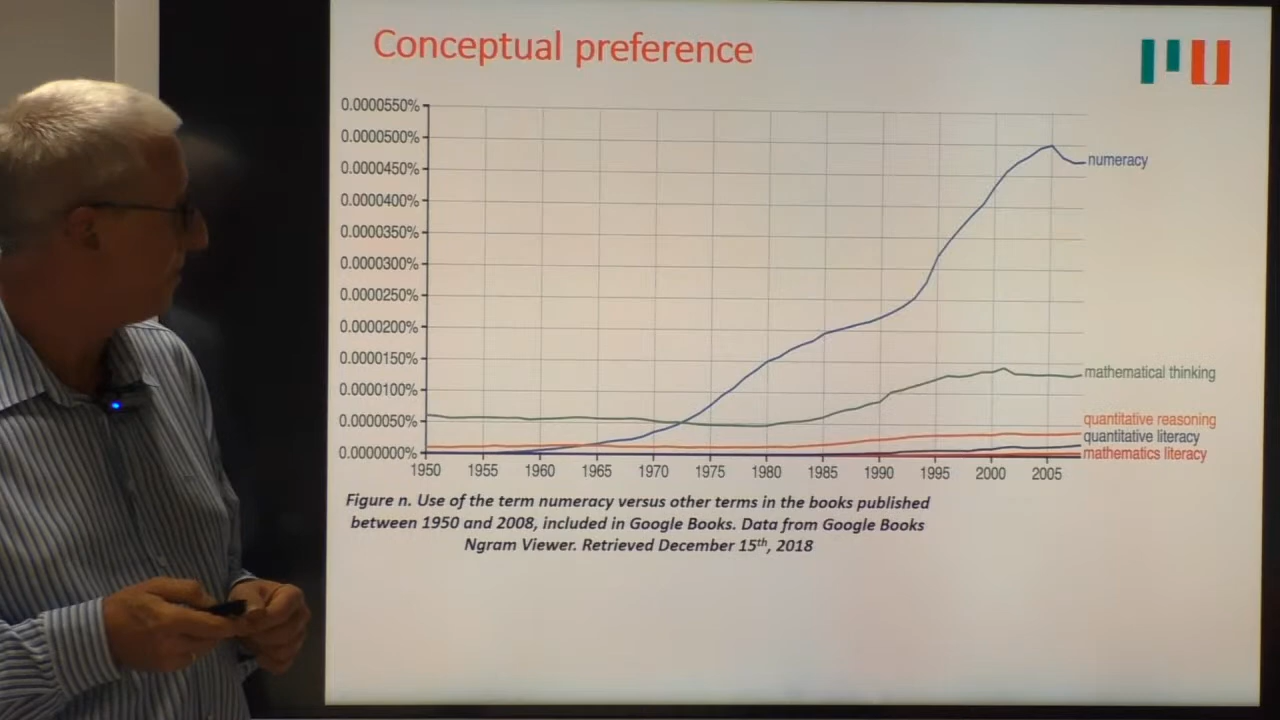 Conceptual preference
0.0000550%
0.0000500%
0.0000450%
0.0000400%
0.0000350%
0.0000300%
0.0000250%
0.0000200%
0.0000150%
0.0000100%
0.0000050%
0.0000000%
numeracy
mathematical thinking
quantitative reasoning
quantitative literacy
mathematics literacy
1950 1955 1960 1965 1970 1975 1980 1985 1990 1995 2000 2005
Figure n. Use of the term numeracy versus other terms in the books published
between 1950 and 2008, included in Google Books. Data from Google Books
Ngram Viewer. Retrieved December 15th, 2018